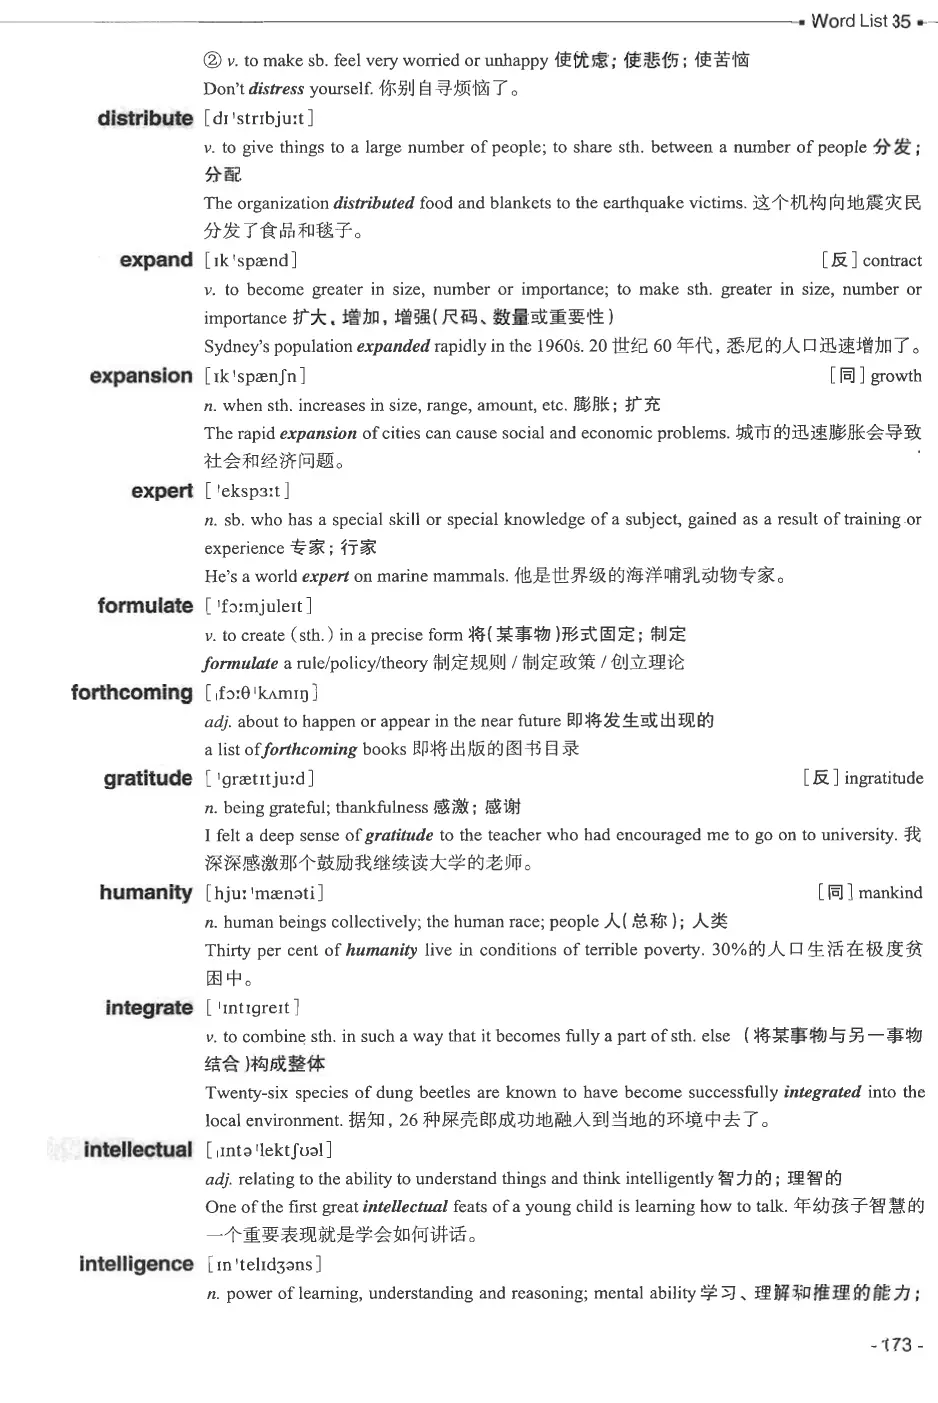 Word List 35
② v. to make sb. feel very worried or unhappy 使忧虑；使悲伤；使苦恼
Don't distress yourself. 你别自寻烦恼了。
distribute [dɪˈstrɪbjuːt]
v. to give things to a large number of people; to share sth. between a number of people 分发；
分配
The organization distributed food and blankets to the earthquake victims. 这个机构向地震灾民
分发了食品和毯子。
expand [ɪkˈspænd] [反] contract
v. to become greater in size, number or importance; to make sth. greater in size, number or
importance 扩大，增加，增强(尺码、数量或重要性)
Sydney's population expanded rapidly in the 1960s. 20世纪60年代，悉尼的人口迅速增加了。
expansion [ɪkˈspænʃn] [同] growth
n. when sth. increases in size, range, amount, etc. 膨胀；扩充
The rapid expansion of cities can cause social and economic problems. 城市的迅速膨胀会导致
社会和经济问题。
expert [ˈekspɜːt]
n. sb. who has a special skill or special knowledge of a subject, gained as a result of training or
experience 专家；行家
He's a world expert on marine mammals. 他是世界级的海洋哺乳动物专家。
formulate [ˈfɔːmjuleɪt]
v. to create (sth.) in a precise form 将(某事物)形式固定；制定
formulate a rule/policy/theory 制定规则/制定政策/创立理论
forthcoming [ˌfɔːθˈkʌmɪŋ]
adj. about to happen or appear in the near future 即将发生或出现的
a list of forthcoming books 即将出版的图书目录
gratitude [ˈɡrætɪtjuːd] [反] ingratitude
n. being grateful; thankfulness 感激；感谢
I felt a deep sense of gratitude to the teacher who had encouraged me to go on to university. 我
深深感激那个鼓励我继续读大学的老师。
humanity [hjuːˈmænəti] [同] mankind
n. human beings collectively; the human race; people 人(总称)；人类
Thirty per cent of humanity live in conditions of terrible poverty. 30%的人口生活在极度贫
困中。
integrate [ˈɪntɪɡreɪt]
v. to combine sth. in such a way that it becomes fully a part of sth. else (将某事物与另一事物
结合)构成整体
Twenty-six species of dung beetles are known to have become successfully integrated into the
local environment. 据知，26种屎壳郎成功地融入到当地的环境中去了。
intellectual [ˌɪntəˈlektʃʊəl]
adj. relating to the ability to understand things and think intelligently 智力的；理智的
One of the first great intellectual feats of a young child is learning how to talk. 年幼孩子智慧的
一个重要表现就是学会如何讲话。
intelligence [ɪnˈtelɪdʒəns]
n. power of learning, understanding and reasoning; mental ability 学习、理解和推理的能力；
- 173 -